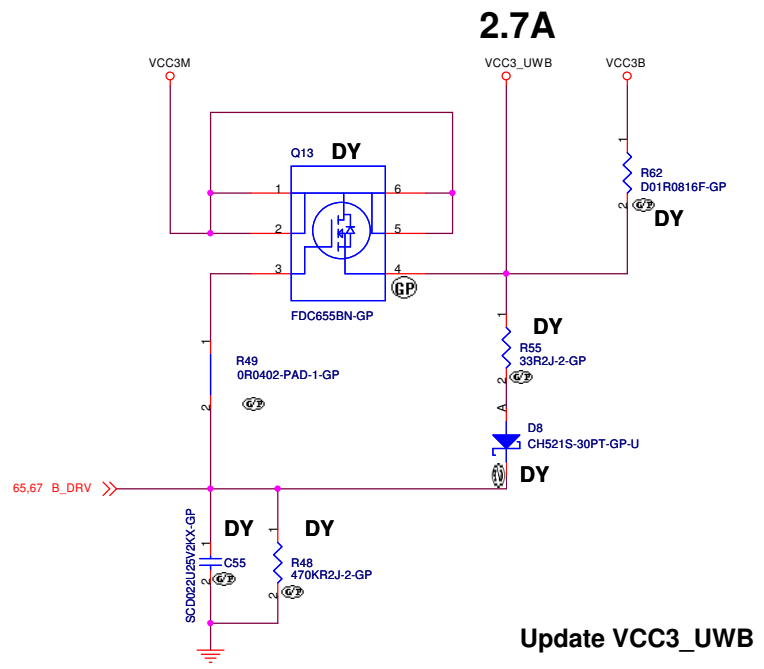 2.7A
VCC3M
VCC3_UWB
VCC3B
Q13
DY
1
6
2
5
3
4
GP
FDC655BN-GP
1
R62
D01R0816F-GP
2
G/P
DY
1
R49
0R0402-PAD-1-GP
2
G/P
1
DY
R55
33R2J-2-GP
2
G/P
A
D8
CH521S-30PT-GP-U
DY
65,67 B_DRV
SCD022U25V2KX-GP
1
DY
C55
2
G/P
1
DY
R48
470KR2J-2-GP
2
G/P
Update VCC3_UWB